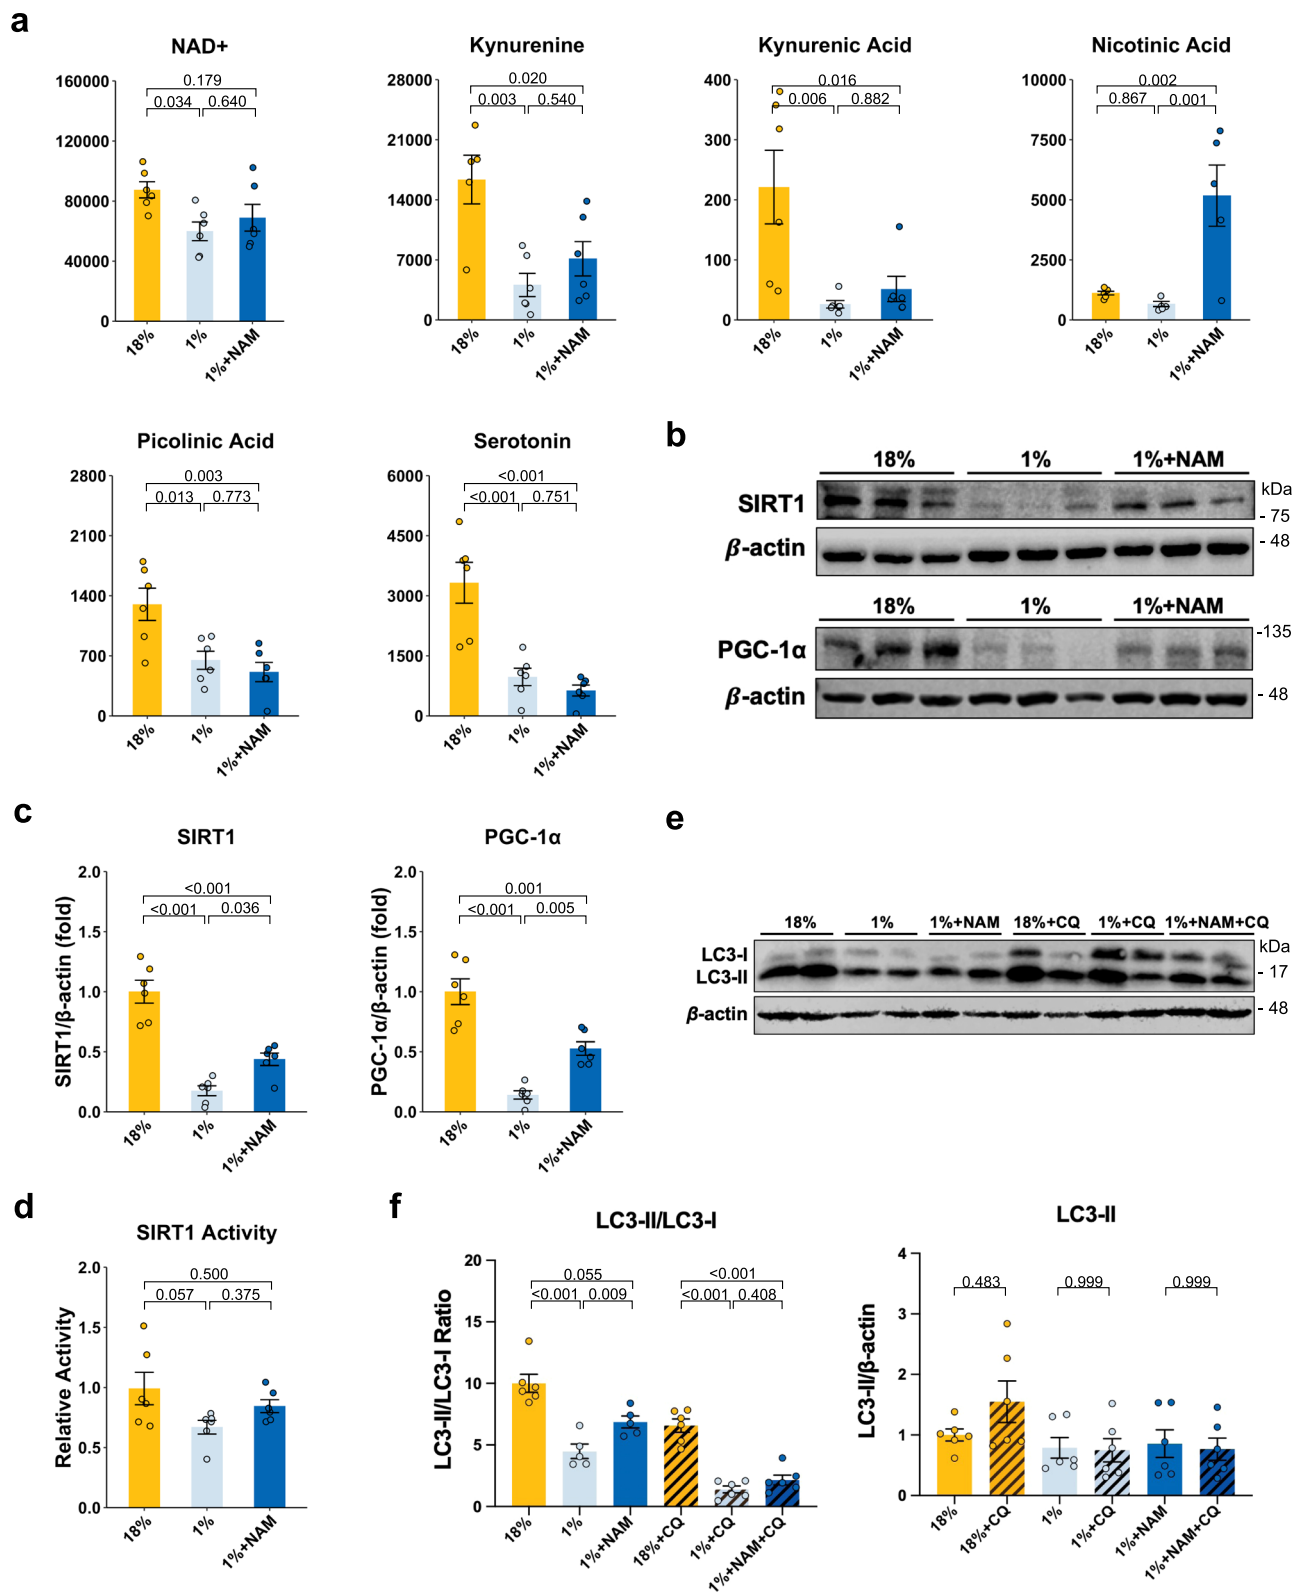 a
NAD+
160000
120000
80000
40000
0
0.179
0.034
0.640
18%
1%
1%+NAM
Kynurenine
28000
21000
14000
7000
0
0.020
0.003
0.540
18%
1%
1%+NAM
Kynurenic Acid
400
300
200
100
0
0.016
0.006
0.882
18%
1%
1%+NAM
Nicotinic Acid
10000
7500
5000
2500
0
0.002
0.867
0.001
18%
1%
1%+NAM
Picolinic Acid
2800
2100
1400
700
0
0.003
0.013
0.773
18%
1%
1%+NAM
Serotonin
6000
4500
3000
1500
0
<0.001
<0.001
0.751
18%
1%
1%+NAM
b
18% 1% 1%+NAM
SIRT1
kDa
- 75
β-actin
- 48
18% 1% 1%+NAM
PGC-1α
-135
β-actin
- 48
c
SIRT1
SIRT1/β-actin (fold)
2.0
1.5
1.0
0.5
0.0
<0.001
<0.001
0.036
18%
1%
1%+NAM
PGC-1α
PGC-1α/β-actin (fold)
2.0
1.5
1.0
0.5
0.0
0.001
<0.001
0.005
18%
1%
1%+NAM
d
SIRT1 Activity
Relative Activity
2.0
1.5
1.0
0.5
0.0
0.500
0.057
0.375
18%
1%
1%+NAM
e
18% 1% 1%+NAM 18%+CQ 1%+CQ 1%+NAM+CQ
LC3-I
kDa
LC3-II
- 17
β-actin
- 48
f
LC3-II/LC3-I
LC3-II/LC3-I Ratio
20
15
10
5
0
0.055
<0.001
0.009
<0.001
<0.001
0.408
18%
1%
1%+NAM
18%+CQ
1%+CQ
1%+NAM+CQ
LC3-II
LC3-II/β-actin
4
3
2
1
0
0.483
0.999
0.999
18%
18%+CQ
1%
1%+CQ
1%+NAM
1%+NAM+CQ